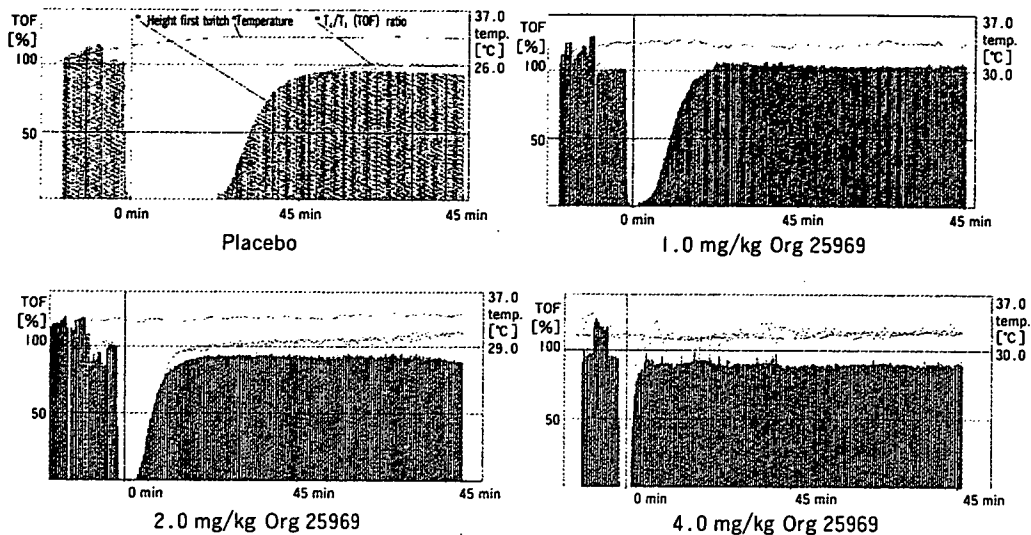 TOF
[%]
100
50
Height first twitch Temperature
T₄/T₁ (TOF) ratio
37.0
temp.
[°C]
26.0
0 min
45 min
45 min
Placebo
TOF
[%]
100
50
37.0
temp.
[°C]
30.0
0 min
45 min
45 min
1.0 mg/kg Org 25969
TOF
[%]
100
50
37.0
temp.
[°C]
29.0
0 min
45 min
45 min
2.0 mg/kg Org 25969
TOF
[%]
100
50
37.0
temp.
[°C]
30.0
0 min
45 min
45 min
4.0 mg/kg Org 25969